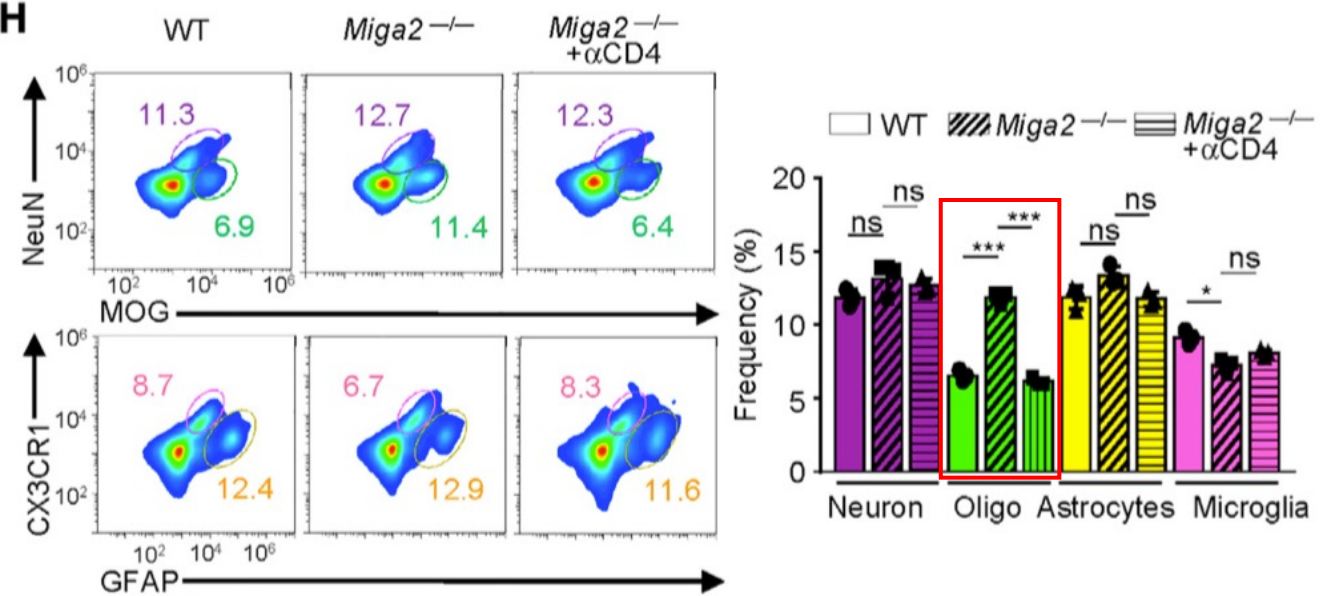 H
WT
Miga2 —/—
Miga2 —/—
+αCD4
10⁶
10⁴
10²
NeuN
11.3
6.9
12.7
11.4
12.3
6.4
10² 10⁴ 10⁶
MOG
10⁶
10⁴
10²
CX3CR1
8.7
12.4
6.7
12.9
8.3
11.6
10² 10⁴ 10⁶
GFAP
WT Miga2 —/— Miga2 —/—
+αCD4
Frequency (%)
20
15
10
5
0
ns
ns
***
***
ns
ns
*
ns
Neuron Oligo Astrocytes Microglia